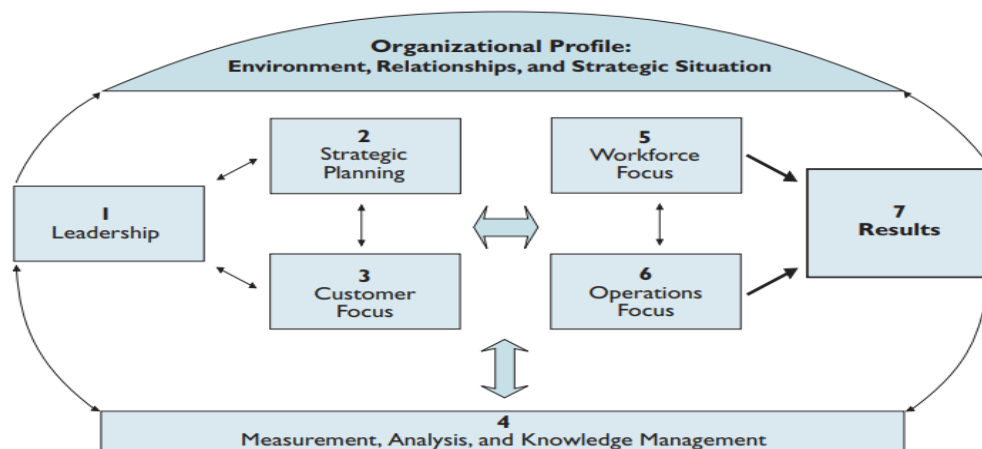 Organizational Profile:
Environment, Relationships, and Strategic Situation
2
Strategic
Planning
5
Workforce
Focus
1
Leadership
7
Results
3
Customer
Focus
6
Operations
Focus
4
Measurement, Analysis, and Knowledge Management